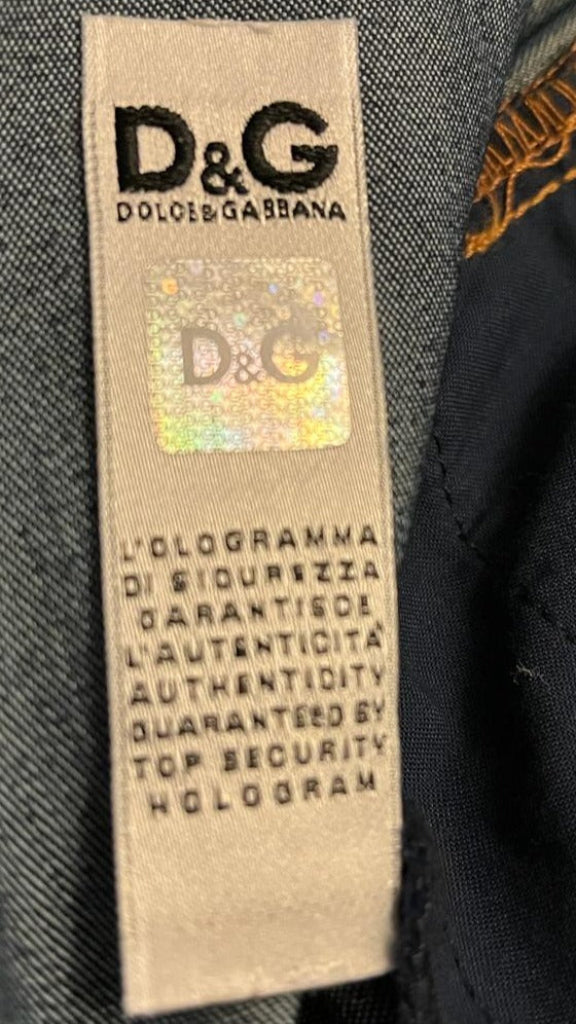 D&G
DOLCE&GABBANA
D&G
L'OLOGRAMMA
DI SICUREZZA
GARANTISCE
L'AUTENTICITÀ
AUTHENTICITY
GUARANTEED BY
TOP SECURITY
HOLOGRAM